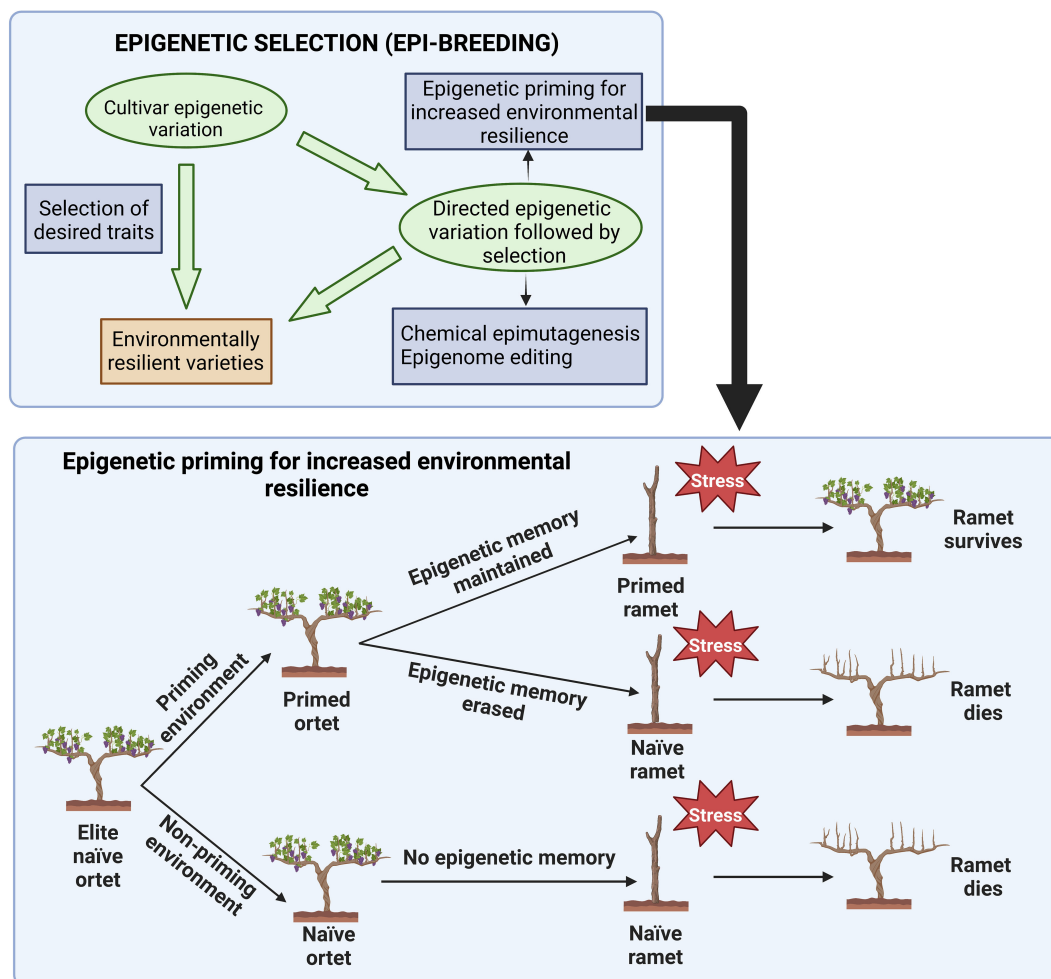 EPIGENETIC SELECTION (EPI-BREEDING)
Cultivar epigenetic
variation
Epigenetic priming for
increased environmental
resilience
Selection of
desired traits
Directed epigenetic
variation followed by
selection
Environmentally
resilient varieties
Chemical epimutagenesis
Epigenome editing
Epigenetic priming for increased environmental
resilience
Stress
Ramet
survives
Epigenetic memory
maintained
Primed
ramet
Stress
Priming
environment
Primed
ortet
Epigenetic memory
erased
Ramet
dies
Naïve
ramet
Elite
naïve
ortet
Stress
Non-priming
environment
No epigenetic memory
Ramet
dies
Naïve
ortet
Naïve
ramet